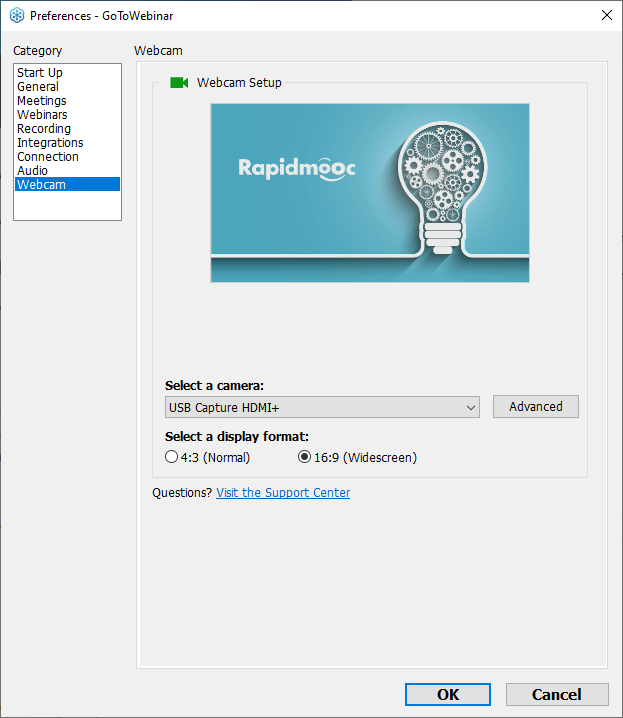 Preferences - GoToWebinar
Category
Start Up
General
Meetings
Webinars
Recording
Integrations
Connection
Audio
Webcam
Webcam
Webcam Setup
Rapidmooc
Select a camera:
USB Capture HDMI+
Advanced
Select a display format:
4:3 (Normal) 16:9 (Widescreen)
Questions? Visit the Support Center
OK Cancel